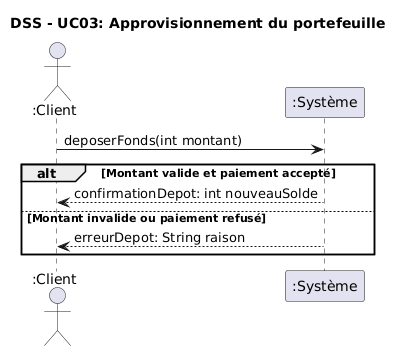 DSS - UC03: Approvisionnement du portefeuille
:Client
:Système
deposerFonds(int montant)
alt [Montant valide et paiement accepté]
confirmationDepot: int nouveauSolde
[Montant invalide ou paiement refusé]
erreurDepot: String raison
:Client
:Système